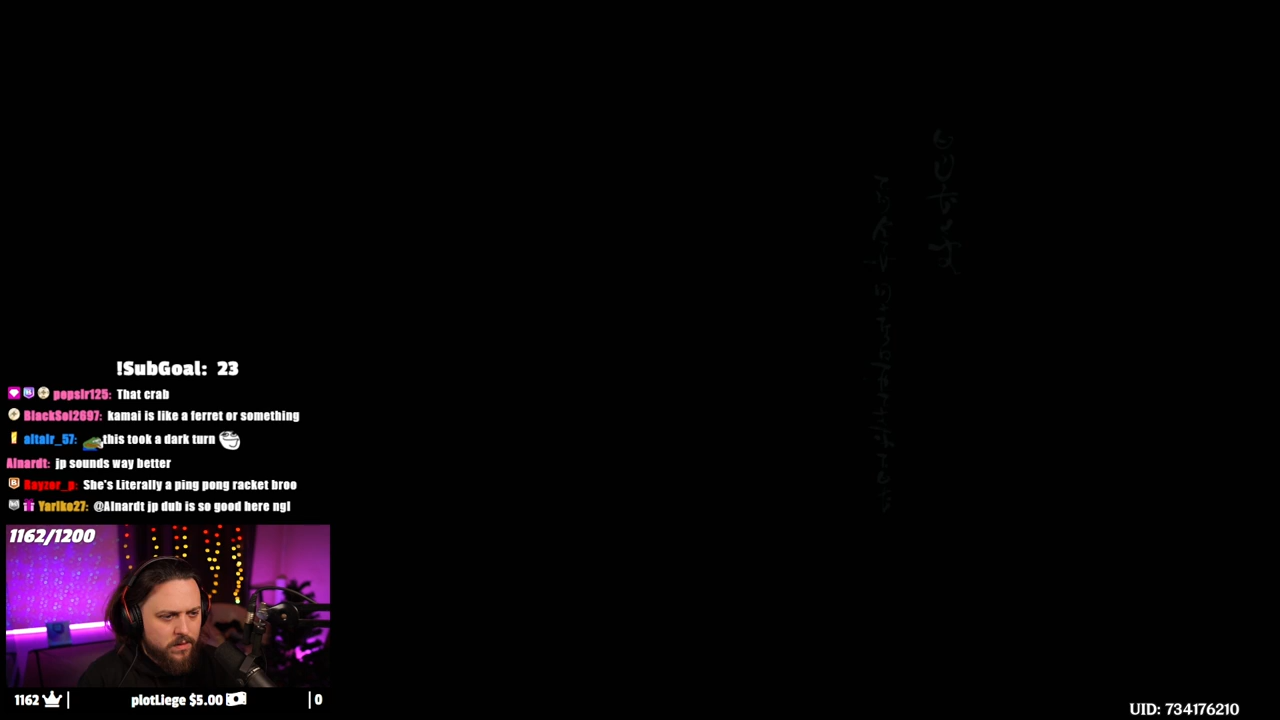 !SubGoal: 23
popsir125: That crab
BlackSol2697: kamai is like a ferret or something
altair_57: this took a dark turn
Alnardt: jp sounds way better
Rayzor_p: She's Literally a ping pong racket broo
Yariko27: @Alnardt jp dub is so good here ngl
1162/1200
1162 | plotLiege $5.00 | 0
UID: 734176210